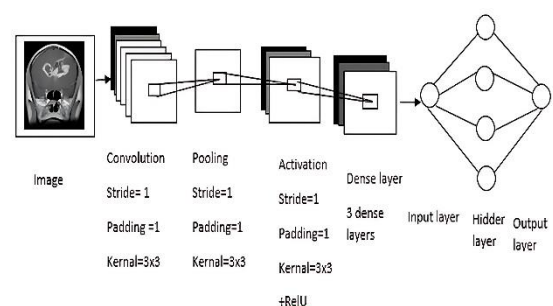 Image
Convolution
Stride= 1
Padding =1
Kernal=3x3
Pooling
Stride=1
Padding=1
Kernal=3x3
Activation
Stride=1
Padding=1
Kernal=3x3
+RelU
Dense layer
3 dense
layers
Input layer
Hidder
layer
Output
layer